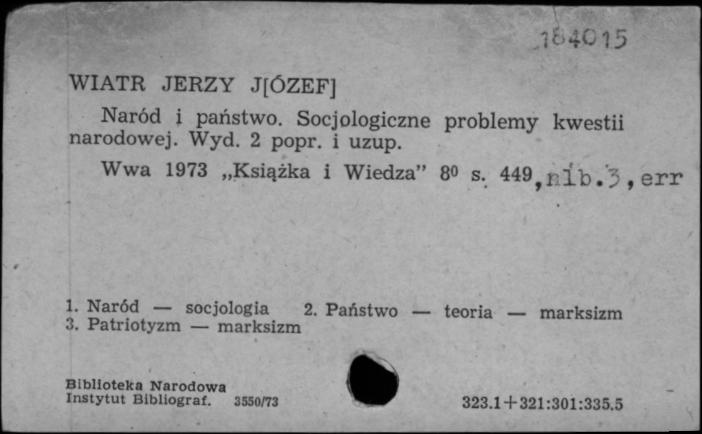 184015
WIATR JERZY J[ÓZEF]
Naród i państwo. Socjologiczne problemy kwestii
narodowej. Wyd. 2 popr. i uzup.
Wwa 1973 „Książka i Wiedza” 8⁰ s. 449, nlb. 3, err
1. Naród — socjologia 2. Państwo — teoria — marksizm
3. Patriotyzm — marksizm
Biblioteka Narodowa
Instytut Bibliograf. 3550/73
323.1+321:301:335.5